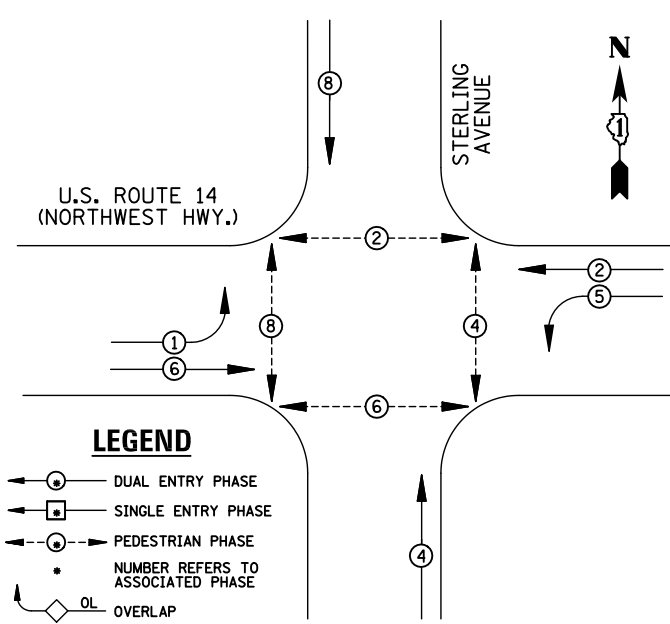 8
STERLING
AVENUE
N
1
U.S. ROUTE 14
(NORTHWEST HWY.)
2
2
5
8
4
1
6
6
4
LEGEND
* DUAL ENTRY PHASE
* SINGLE ENTRY PHASE
* PEDESTRIAN PHASE
* NUMBER REFERS TO
ASSOCIATED PHASE
OL OVERLAP